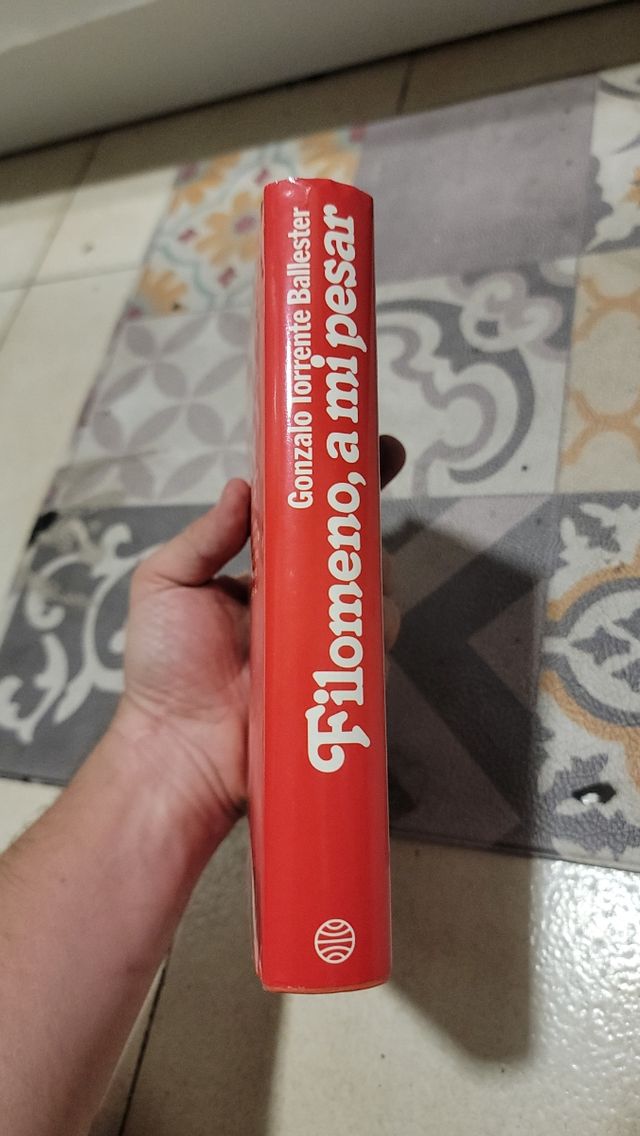 Gonzalo Torrente Ballester
Filomeno, a mi pesar